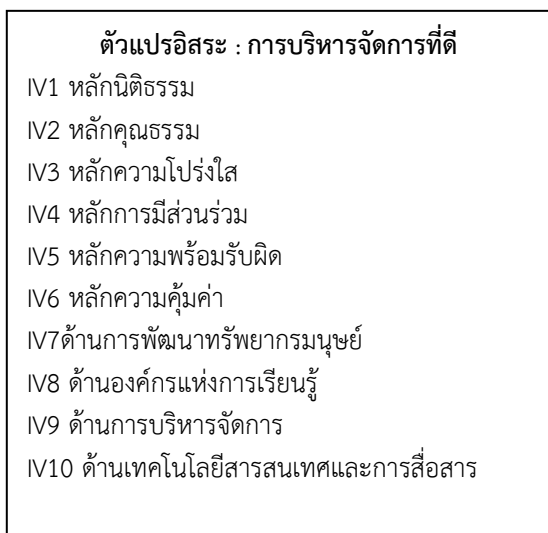 ตัวแปรอิสระ : การบริหารจัดการที่ดี
IV1 หลักนิติธรรม
IV2 หลักคุณธรรม
IV3 หลักความโปร่งใส
IV4 หลักการมีส่วนร่วม
IV5 หลักความพร้อมรับผิด
IV6 หลักความคุ้มค่า
IV7ด้านการพัฒนาทรัพยากรมนุษย์
IV8 ด้านองค์กรแห่งการเรียนรู้
IV9 ด้านการบริหารจัดการ
IV10 ด้านเทคโนโลยีสารสนเทศและการสื่อสาร